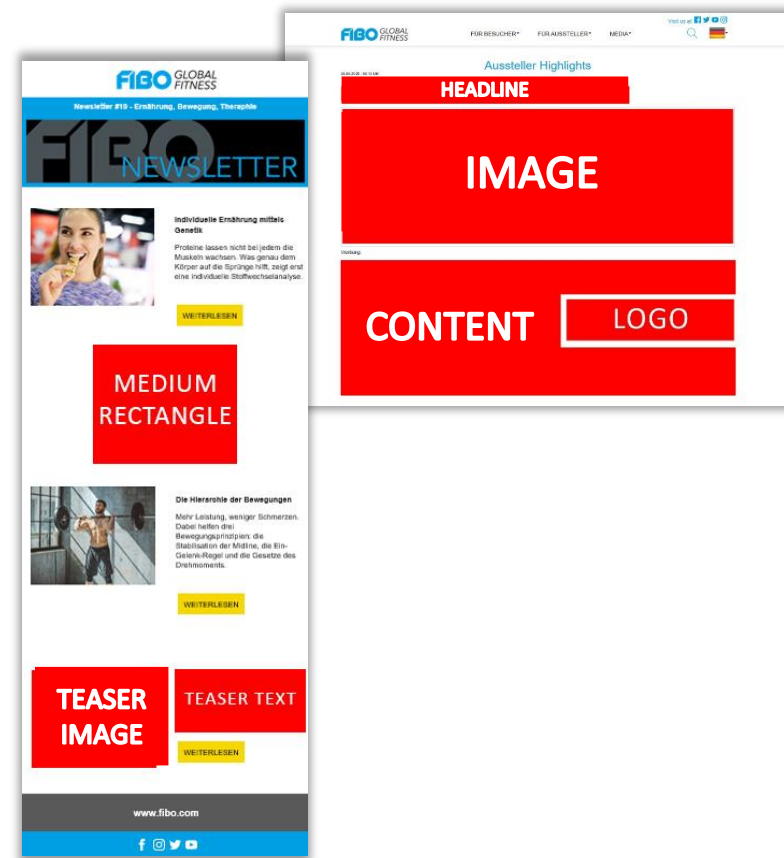 FIBO GLOBAL
FITNESS
Newsletter #19 - Ernährung, Bewegung, Theraphie
FIBO
NEWSLETTER
Individuelle Ernährung mittels
Genetik
Proteine lassen nicht bei jedem die
Muskeln wachsen. Was genau dem
Körper auf die Sprünge hilft, zeigt erst
eine individuelle Stoffwechselanalyse.
WEITERLESEN
MEDIUM
RECTANGLE
Die Hierarchie der Bewegungen
Mehr Leistung, weniger Schmerzen.
Dabei helfen drei
Bewegungsprinzipien: die
Stabilisation der Midline, die Ein-
Gelenk-Regel und die Gesetze des
Drehmoments.
WEITERLESEN
TEASER
IMAGE
TEASER TEXT
WEITERLESEN
www.fibo.com
Visit us at
FIBO GLOBAL
FITNESS
FÜR BESUCHER FÜR AUSSTELLER MEDIA
Aussteller Highlights
HEADLINE
IMAGE
Werbung
CONTENT
LOGO